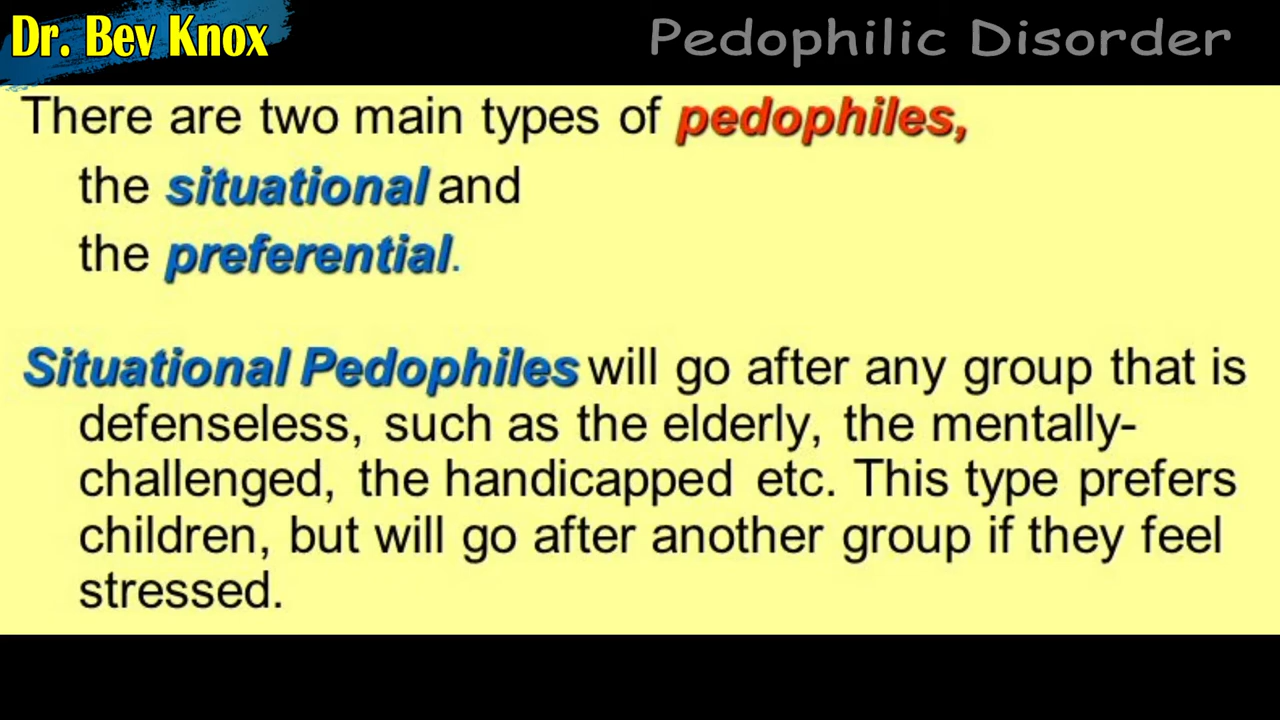 Dr. Bev Knox
Pedophilic Disorder
There are two main types of pedophiles,
the situational and
the preferential.
Situational Pedophiles will go after any group that is
defenseless, such as the elderly, the mentally-
challenged, the handicapped etc. This type prefers
children, but will go after another group if they feel
stressed.